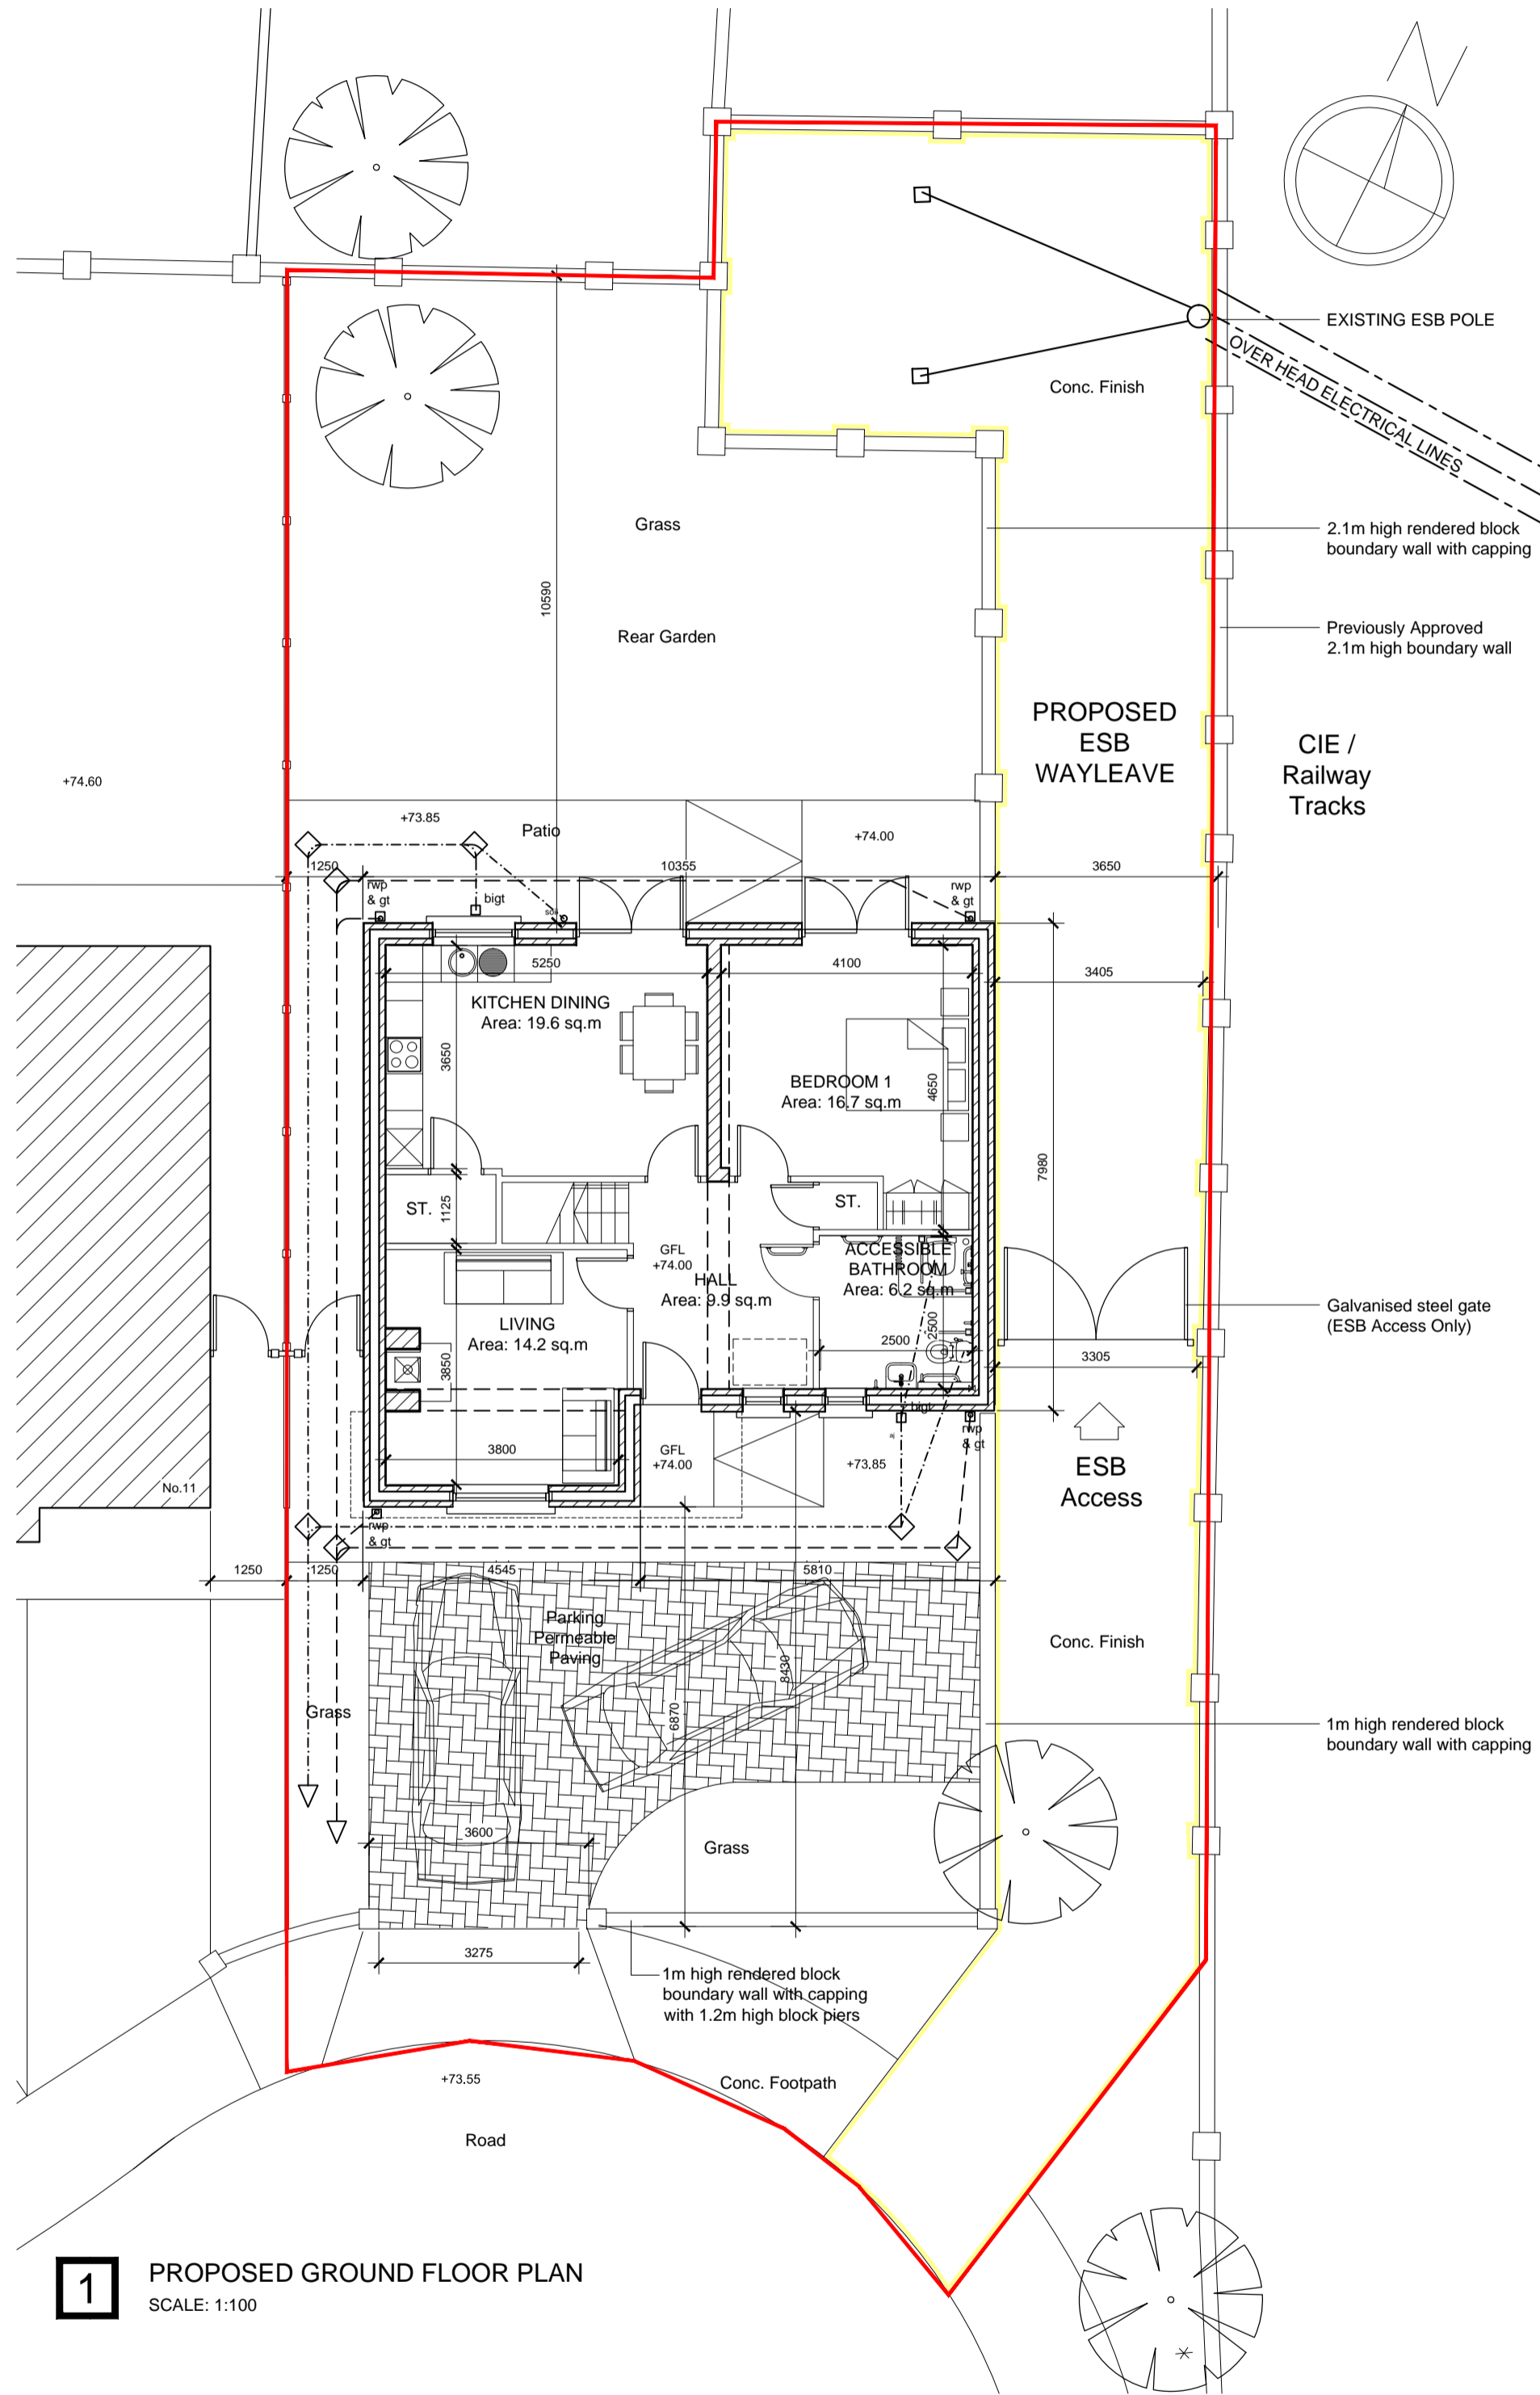 EXISTING ESB POLE
OVER HEAD ELECTRICAL LINES
Conc. Finish
Grass
2.1m high rendered block
boundary wall with capping
10590
Rear Garden
Previously Approved
2.1m high boundary wall
PROPOSED
ESB
WAYLEAVE
CIE /
Railway
Tracks
+74.60
+73.85
Patio
+74.00
1250
10355
3650
rwp
& gt
bigt
rwp
& gt
5250
4100
3405
KITCHEN DINING
Area: 19.6 sq.m
3650
BEDROOM 1
Area: 16.7 sq.m
4650
7980
ST.
1125
ST.
GFL
+74.00
HALL
Area: 9.9 sq.m
ACCESSIBLE
BATHROOM
Area: 6.2 sq.m
LIVING
Area: 14.2 sq.m
3850
2500
2500
Galvanised steel gate
(ESB Access Only)
3305
bigt
aj
rwp
& gt
3800
GFL
+74.00
+73.85
ESB
Access
No.11
rwp
& gt
1250
1250
4545
5810
Parking
Permeable
Paving
8430
6870
Conc. Finish
Grass
1m high rendered block
boundary wall with capping
3600
Grass
3275
1m high rendered block
boundary wall with capping
with 1.2m high block piers
+73.55
Conc. Footpath
Road
1
PROPOSED GROUND FLOOR PLAN
SCALE: 1:100
N